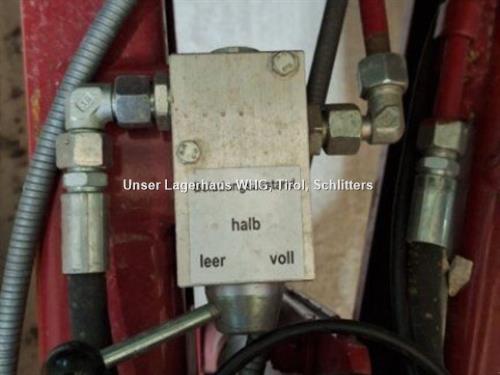 Unser Lagerhaus WHG,Tirol, Schlitters
halb
leer voll